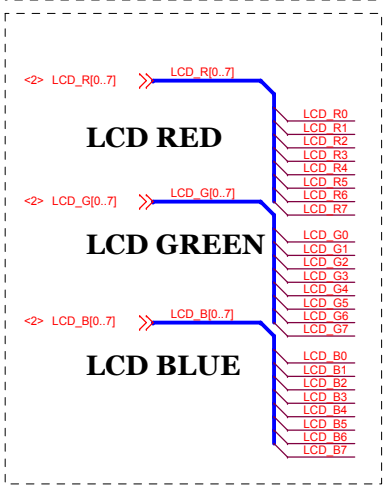 <2> LCD_R[0..7] LCD_R[0..7]
LCD RED
LCD_R0
LCD_R1
LCD_R2
LCD_R3
LCD_R4
LCD_R5
LCD_R6
LCD_R7
<2> LCD_G[0..7] LCD_G[0..7]
LCD GREEN
LCD_G0
LCD_G1
LCD_G2
LCD_G3
LCD_G4
LCD_G5
LCD_G6
LCD_G7
<2> LCD_B[0..7] LCD_B[0..7]
LCD BLUE
LCD_B0
LCD_B1
LCD_B2
LCD_B3
LCD_B4
LCD_B5
LCD_B6
LCD_B7